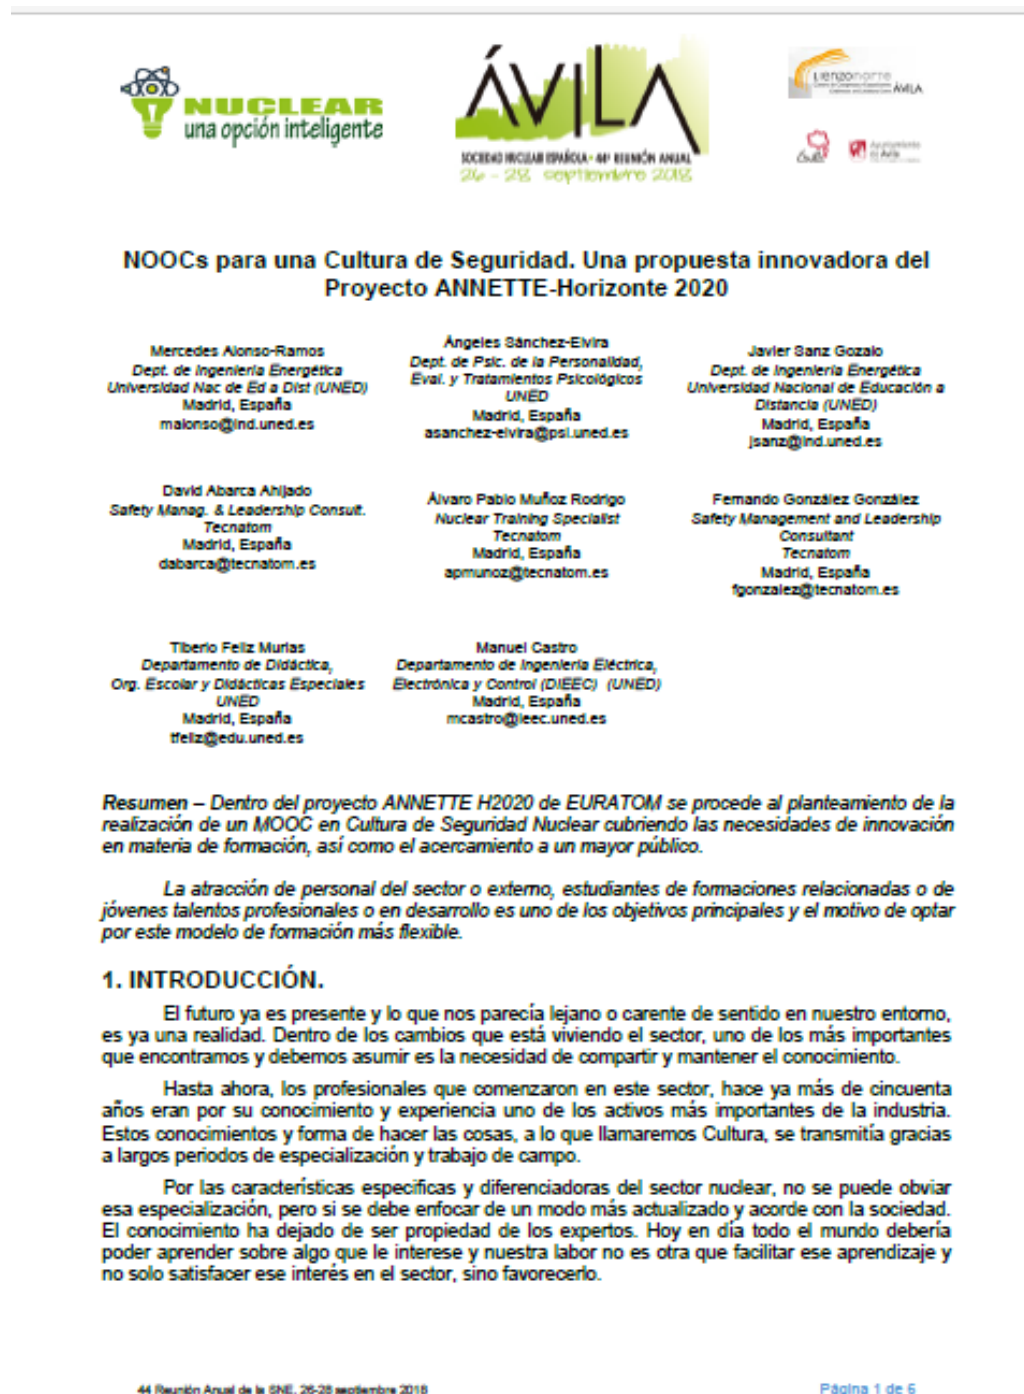 NUCLEAR
una opción inteligente
ÁVILA
SOCIEDAD NUCLEAR ESPAÑOLA - 44ª REUNIÓN ANUAL
26 - 28 septiembre 2018
Lienzonorte
ÁVILA
Ávila
Ayuntamiento
de Ávila
NOOCs para una Cultura de Seguridad. Una propuesta innovadora del
Proyecto ANNETTE-Horizonte 2020
Mercedes Alonso-Ramos
Dept. de Ingeniería Energética
Universidad Nac de Ed a Dist (UNED)
Madrid, España
malonso@ind.uned.es
Ángeles Sánchez-Elvira
Dept. de Psic. de la Personalidad,
Eval. y Tratamientos Psicológicos
UNED
Madrid, España
asanchez-elvira@psi.uned.es
Javier Sanz Gozalo
Dept. de Ingeniería Energética
Universidad Nacional de Educación a
Distancia (UNED)
Madrid, España
jsanz@ind.uned.es
David Abarca Ahijado
Safety Manag. & Leadership Consult.
Tecnatom
Madrid, España
dabarca@tecnatom.es
Álvaro Pablo Muñoz Rodrigo
Nuclear Training Specialist
Tecnatom
Madrid, España
apmunoz@tecnatom.es
Fernando González González
Safety Management and Leadership
Consultant
Tecnatom
Madrid, España
fgonzalez@tecnatom.es
Tiberio Feliz Murias
Departamento de Didáctica,
Org. Escolar y Didácticas Especiales
UNED
Madrid, España
tfeliz@edu.uned.es
Manuel Castro
Departamento de Ingeniería Eléctrica,
Electrónica y Control (DIEEC) (UNED)
Madrid, España
mcastro@ieec.uned.es
Resumen – Dentro del proyecto ANNETTE H2020 de EURATOM se procede al planteamiento de la
realización de un MOOC en Cultura de Seguridad Nuclear cubriendo las necesidades de innovación
en materia de formación, así como el acercamiento a un mayor público.
La atracción de personal del sector o externo, estudiantes de formaciones relacionadas o de
jóvenes talentos profesionales o en desarrollo es uno de los objetivos principales y el motivo de optar
por este modelo de formación más flexible.
1. INTRODUCCIÓN.
El futuro ya es presente y lo que nos parecía lejano o carente de sentido en nuestro entorno,
es ya una realidad. Dentro de los cambios que está viviendo el sector, uno de los más importantes
que encontramos y debemos asumir es la necesidad de compartir y mantener el conocimiento.
Hasta ahora, los profesionales que comenzaron en este sector, hace ya más de cincuenta
años eran por su conocimiento y experiencia uno de los activos más importantes de la industria.
Estos conocimientos y forma de hacer las cosas, a lo que llamaremos Cultura, se transmitía gracias
a largos periodos de especialización y trabajo de campo.
Por las características especificas y diferenciadoras del sector nuclear, no se puede obviar
esa especialización, pero si se debe enfocar de un modo más actualizado y acorde con la sociedad.
El conocimiento ha dejado de ser propiedad de los expertos. Hoy en día todo el mundo debería
poder aprender sobre algo que le interese y nuestra labor no es otra que facilitar ese aprendizaje y
no solo satisfacer ese interés en el sector, sino favorecerlo.
44 Reunión Anual de la SNE, 26-28 septiembre 2018
Página 1 de 6